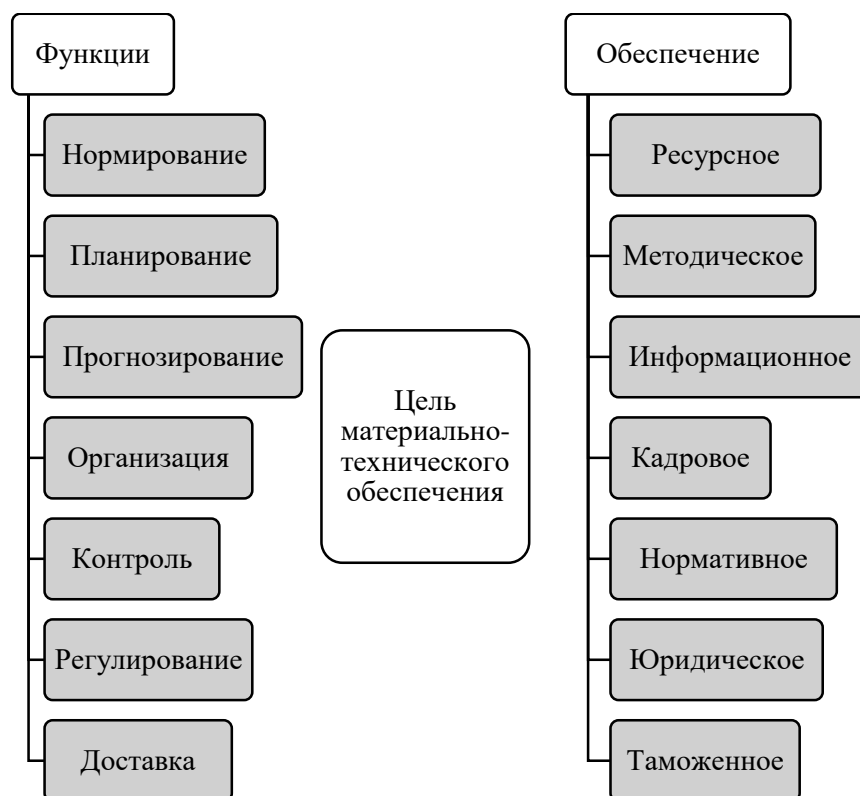 Функции
Нормирование
Планирование
Прогнозирование
Организация
Контроль
Регулирование
Доставка
Цель
материально-
технического
обеспечения
Обеспечение
Ресурсное
Методическое
Информационное
Кадровое
Нормативное
Юридическое
Таможенное